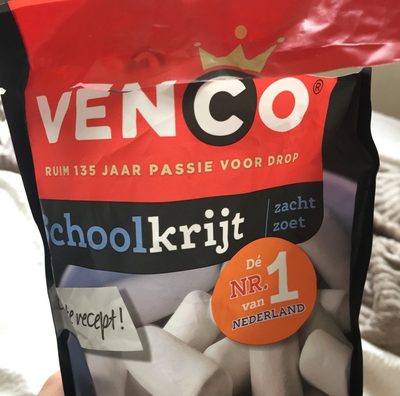 VENCO®
RUIM 135 JAAR PASSIE VOOR DROP
Schoolkrijt
zacht
zoet
Dé
NR. 1
van
NEDERLAND
recept!